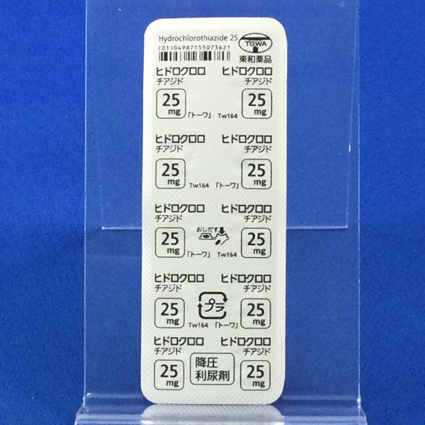 Hydrochlorothiazide 25
(01)04987155073621
TOWA
東和薬品
ヒドロクロロ ヒドロクロロ
チアジド チアジド
25 25
mg 「トーワ」 Tw164 mg
ヒドロクロロ ヒドロクロロ
チアジド チアジド
25 25
mg Tw164 「トーワ」 mg
ヒドロクロロ ヒドロクロロ
チアジド おしだす チアジド
25 25
mg 「トーワ」 Tw164 mg
ヒドロクロロ ヒドロクロロ
チアジド チアジド
25 プラ 25
mg Tw164 「トーワ」 mg
ヒドロクロロ ヒドロクロロ
チアジド チアジド
25 降圧 25
mg 利尿剤 mg